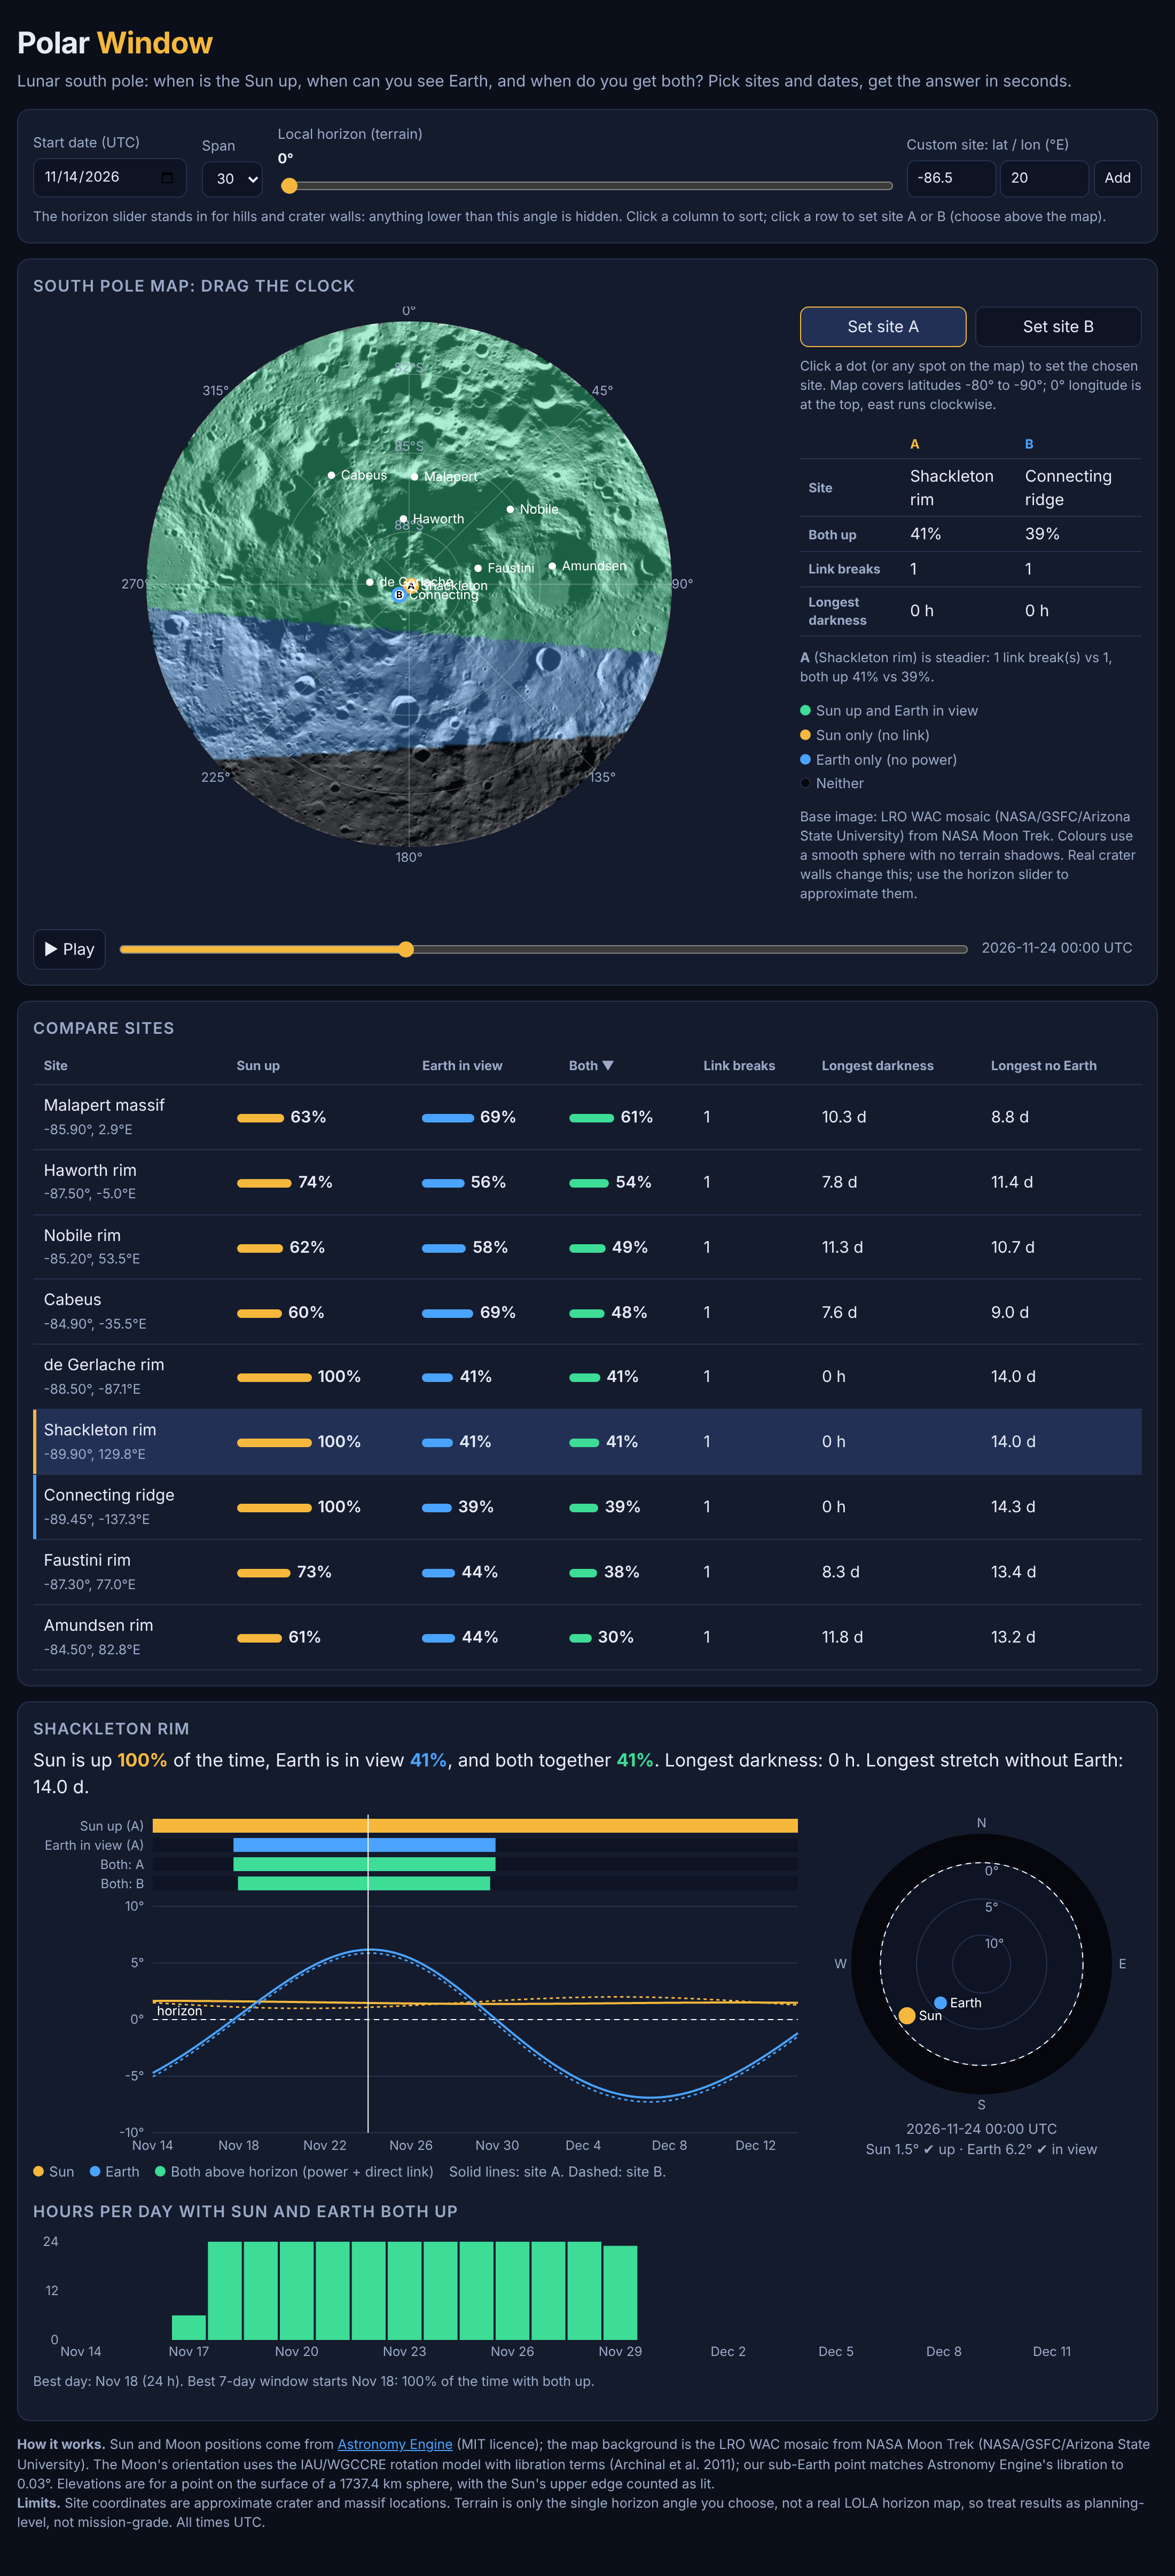 Polar Window
Lunar south pole: when is the Sun up, when can you see Earth, and when do you get both? Pick sites and dates, get the answer in seconds.
Start date (UTC)
11/14/2026
Span
30
Local horizon (terrain)
0°
Custom site: lat / lon (°E)
-86.5
20
Add
The horizon slider stands in for hills and crater walls: anything lower than this angle is hidden. Click a column to sort; click a row to set site A or B (choose above the map).
SOUTH POLE MAP: DRAG THE CLOCK
0°
315°
82°S
45°
85°S
Cabeus
Malapert
Nobile
Haworth
88°S
Faustini
Amundsen
270°
de Gerlache
A
Shackleton
90°
B
Connecting
225°
135°
180°
Set site A
Set site B
Click a dot (or any spot on the map) to set the chosen
site. Map covers latitudes -80° to -90°; 0° longitude is
at the top, east runs clockwise.
A B
Site Shackleton rim Connecting ridge
Both up 41% 39%
Link breaks 1 1
Longest darkness 0 h 0 h
A (Shackleton rim) is steadier: 1 link break(s) vs 1,
both up 41% vs 39%.
Sun up and Earth in view
Sun only (no link)
Earth only (no power)
Neither
Base image: LRO WAC mosaic (NASA/GSFC/Arizona
State University) from NASA Moon Trek. Colours use
a smooth sphere with no terrain shadows. Real crater
walls change this; use the horizon slider to
approximate them.
▶ Play
2026-11-24 00:00 UTC
COMPARE SITES
Site Sun up Earth in view Both ▼ Link breaks Longest darkness Longest no Earth
Malapert massif
-85.90°, 2.9°E
63% 69% 61% 1 10.3 d 8.8 d
Haworth rim
-87.50°, -5.0°E
74% 56% 54% 1 7.8 d 11.4 d
Nobile rim
-85.20°, 53.5°E
62% 58% 49% 1 11.3 d 10.7 d
Cabeus
-84.90°, -35.5°E
60% 69% 48% 1 7.6 d 9.0 d
de Gerlache rim
-88.50°, -87.1°E
100% 41% 41% 1 0 h 14.0 d
Shackleton rim
-89.90°, 129.8°E
100% 41% 41% 1 0 h 14.0 d
Connecting ridge
-89.45°, -137.3°E
100% 39% 39% 1 0 h 14.3 d
Faustini rim
-87.30°, 77.0°E
73% 44% 38% 1 8.3 d 13.4 d
Amundsen rim
-84.50°, 82.8°E
61% 44% 30% 1 11.8 d 13.2 d
SHACKLETON RIM
Sun is up 100% of the time, Earth is in view 41%, and both together 41%. Longest darkness: 0 h. Longest stretch without Earth:
14.0 d.
Sun up (A)
Earth in view (A)
Both: A
Both: B
10°
5°
horizon
0°
-5°
-10°
Nov 14 Nov 18 Nov 22 Nov 26 Nov 30 Dec 4 Dec 8 Dec 12
N
0°
5°
10°
W
E
Earth
Sun
S
2026-11-24 00:00 UTC
Sun 1.5° ✔ up · Earth 6.2° ✔ in view
Sun Earth Both above horizon (power + direct link) Solid lines: site A. Dashed: site B.
HOURS PER DAY WITH SUN AND EARTH BOTH UP
24
12
0
Nov 14 Nov 17 Nov 20 Nov 23 Nov 26 Nov 29 Dec 2 Dec 5 Dec 8 Dec 11
Best day: Nov 18 (24 h). Best 7-day window starts Nov 18: 100% of the time with both up.
How it works. Sun and Moon positions come from Astronomy Engine (MIT licence); the map background is the LRO WAC mosaic from NASA Moon Trek (NASA/GSFC/Arizona State
University). The Moon's orientation uses the IAU/WGCCRE rotation model with libration terms (Archinal et al. 2011); our sub-Earth point matches Astronomy Engine's libration to
0.03°. Elevations are for a point on the surface of a 1737.4 km sphere, with the Sun's upper edge counted as lit.
Limits. Site coordinates are approximate crater and massif locations. Terrain is only the single horizon angle you choose, not a real LOLA horizon map, so treat results as planning-
level, not mission-grade. All times UTC.